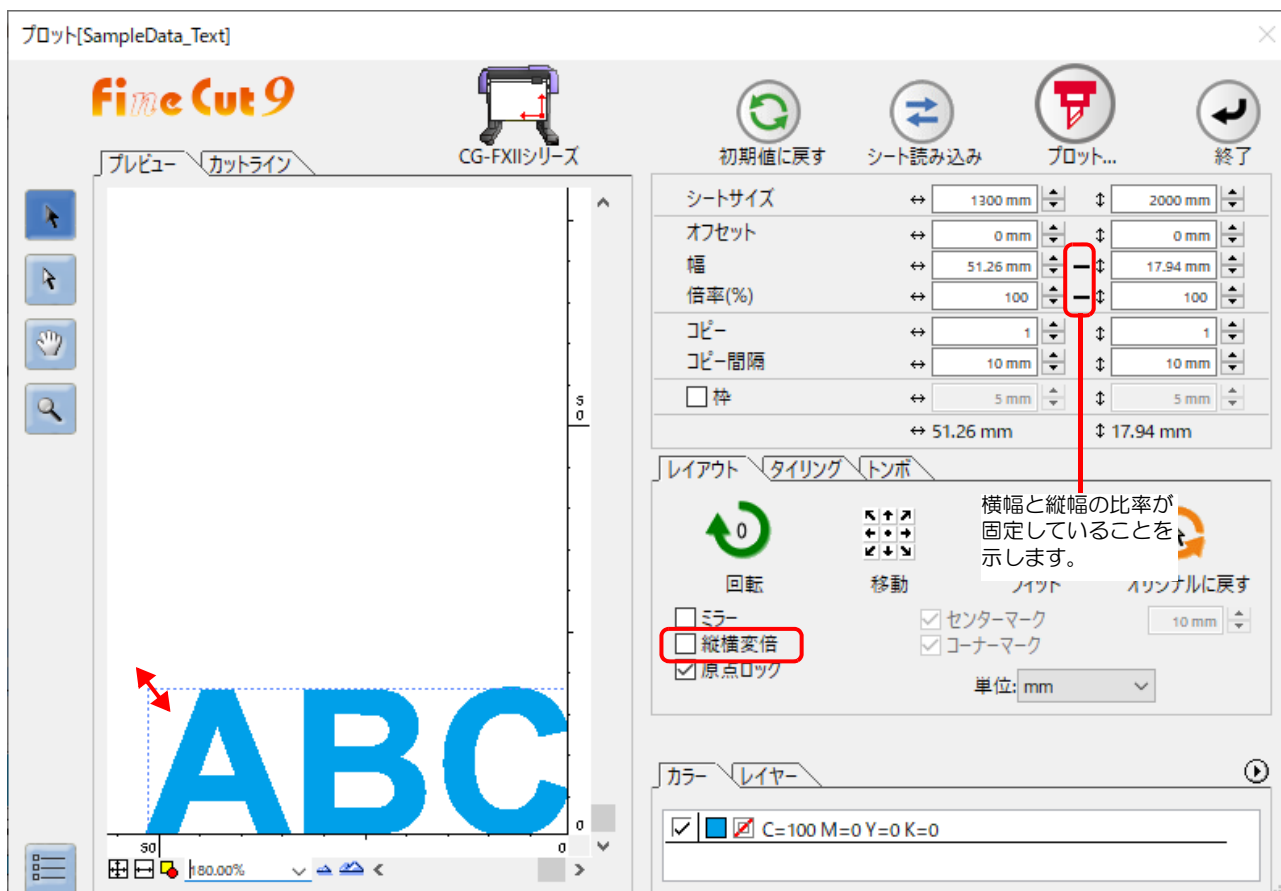 プロット[SampleData_Text]
Fine Cut 9
CG-FXIIシリーズ
初期値に戻す
シート読み込み
プロット...
終了
プレビュー
カットライン
シートサイズ
1300 mm
2000 mm
オフセット
0 mm
0 mm
幅
51.26 mm
17.94 mm
倍率(%)
100
100
コピー
1
1
コピー間隔
10 mm
10 mm
枠
5 mm
5 mm
51.26 mm
17.94 mm
レイアウト
タイリング
トンボ
0
横幅と縦幅の比率が
固定していることを
示します。
回転
移動
フィット
オリジナルに戻す
ミラー
縦横変倍
原点ロック
センターマーク
コーナーマーク
10 mm
単位:
mm
50
0
ABC
50
0
0
180.00%
カラー
レイヤー
C=100 M=0 Y=0 K=0